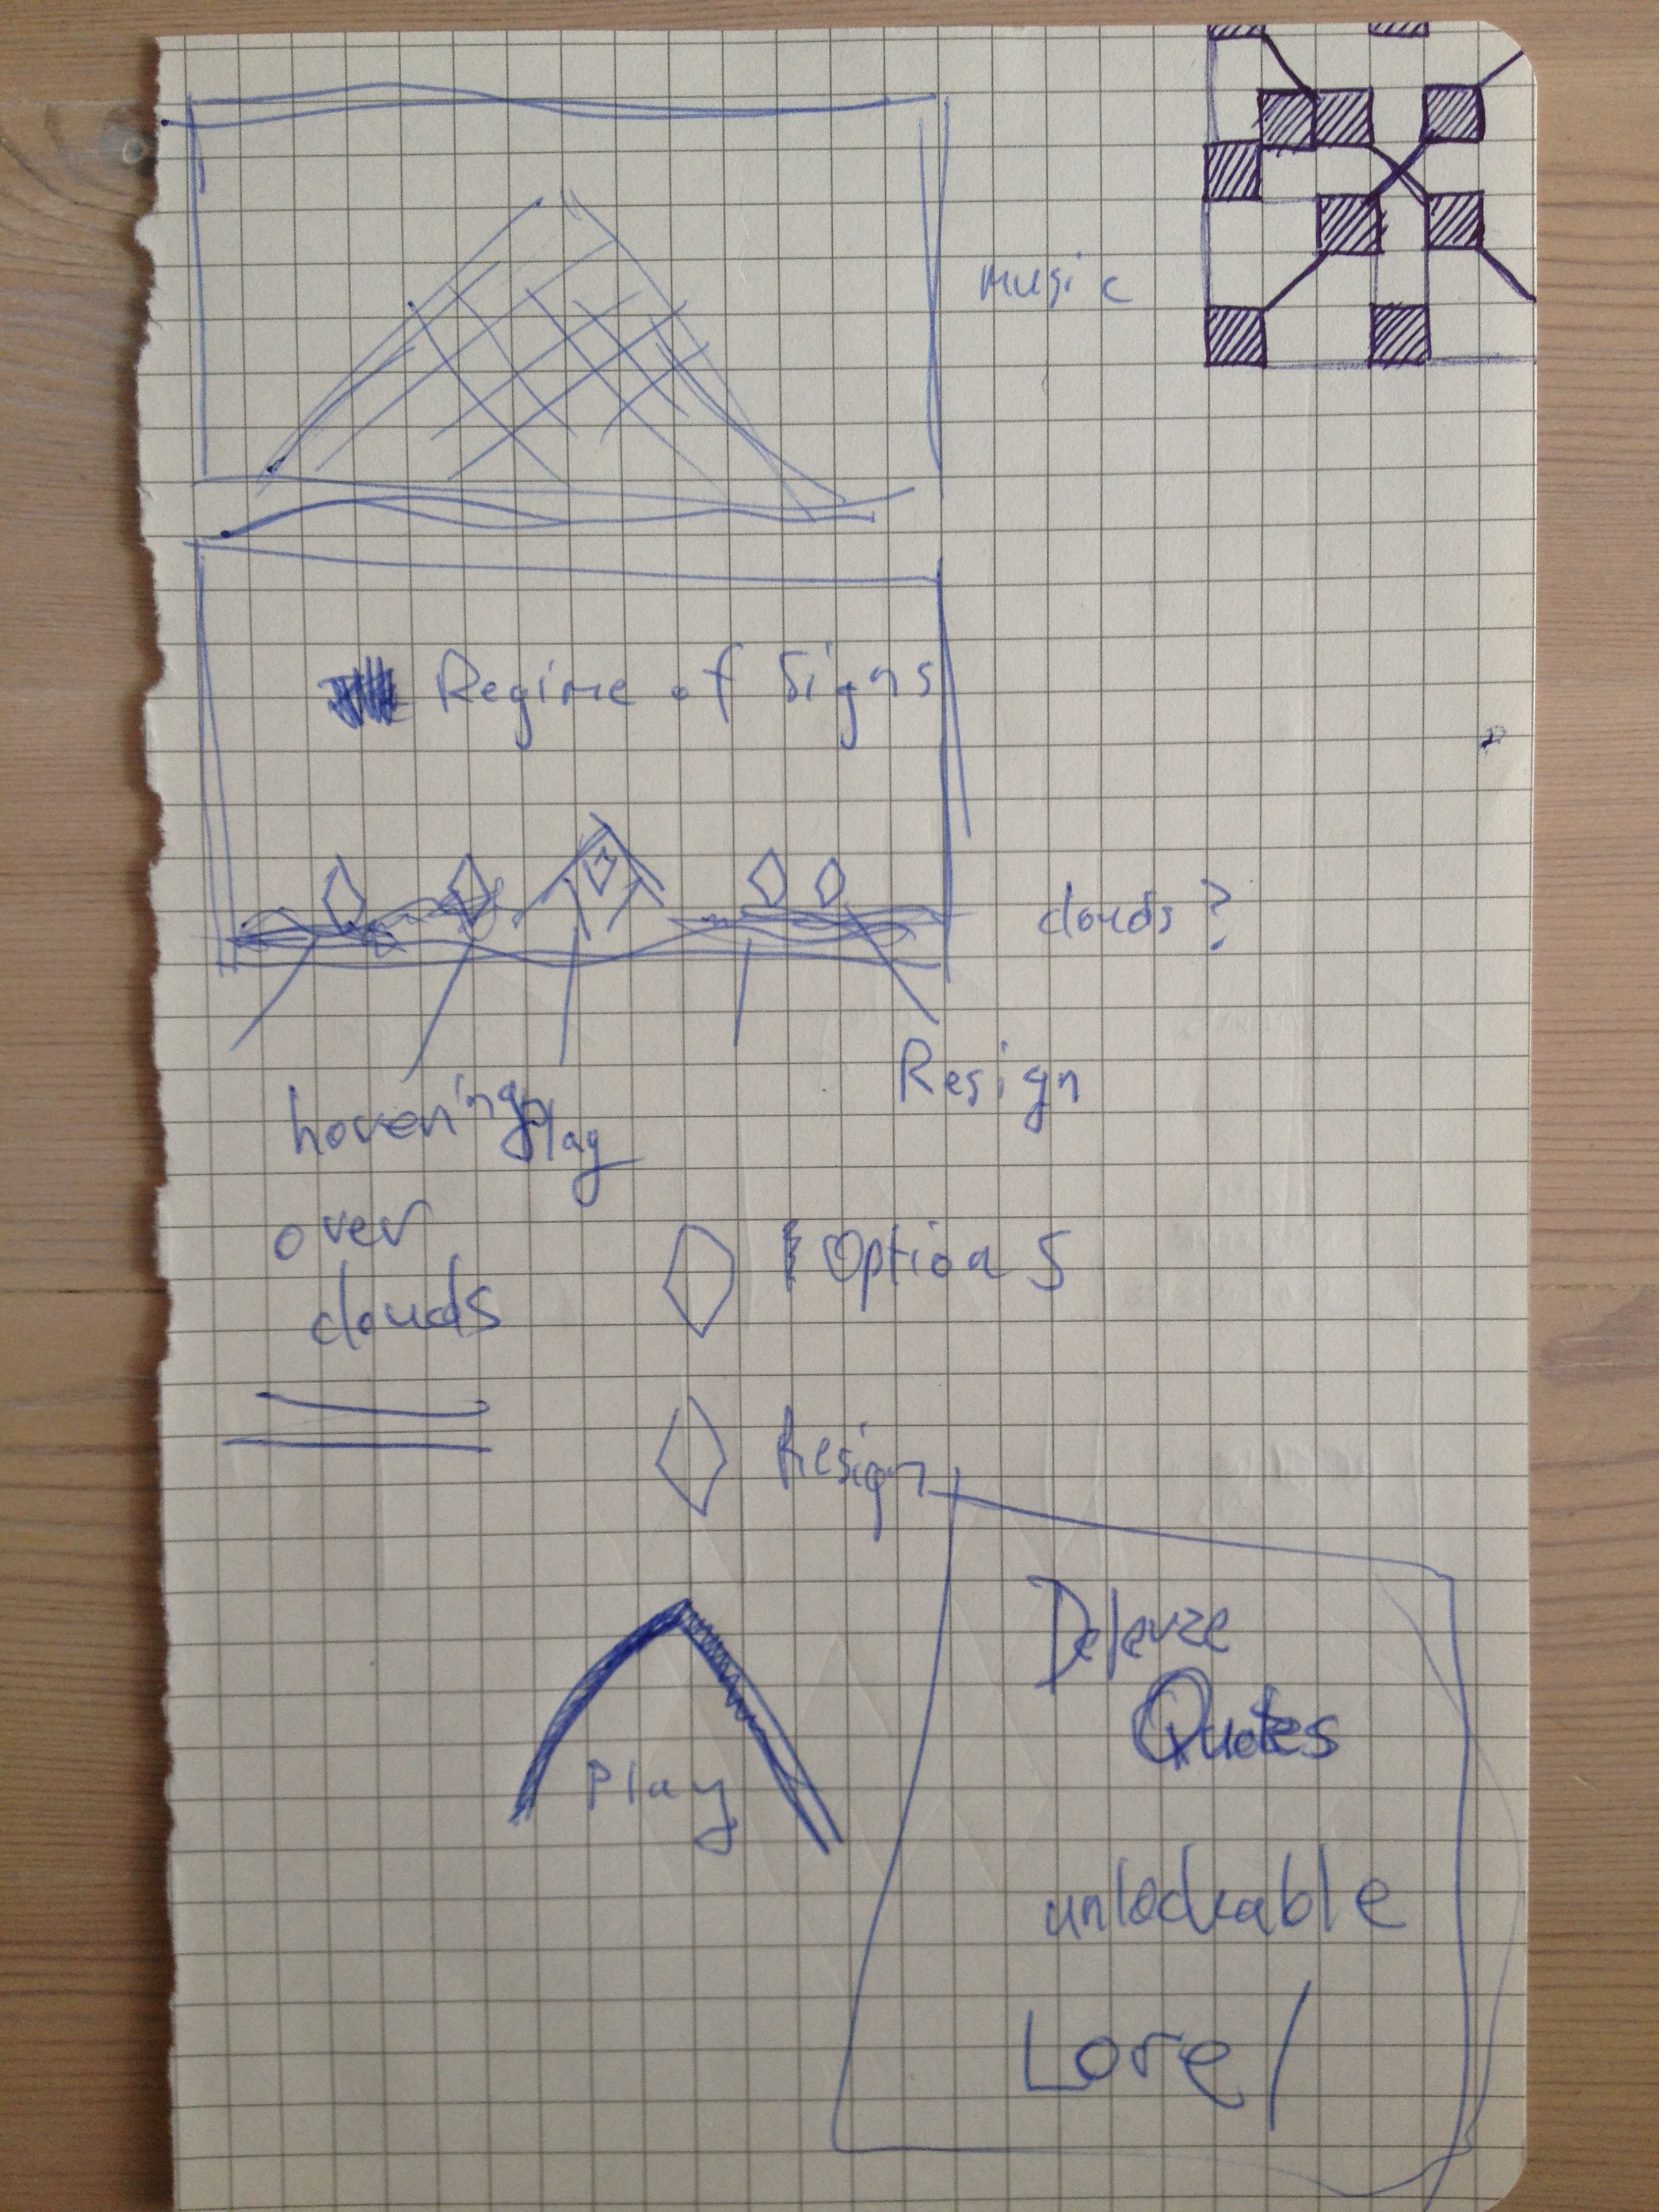 music
Regime of Signs
clouds?
Resign
hovering
Play
over
clouds
Options
Resign
Deleuze
Quotes
Play
unlockable
Lore/